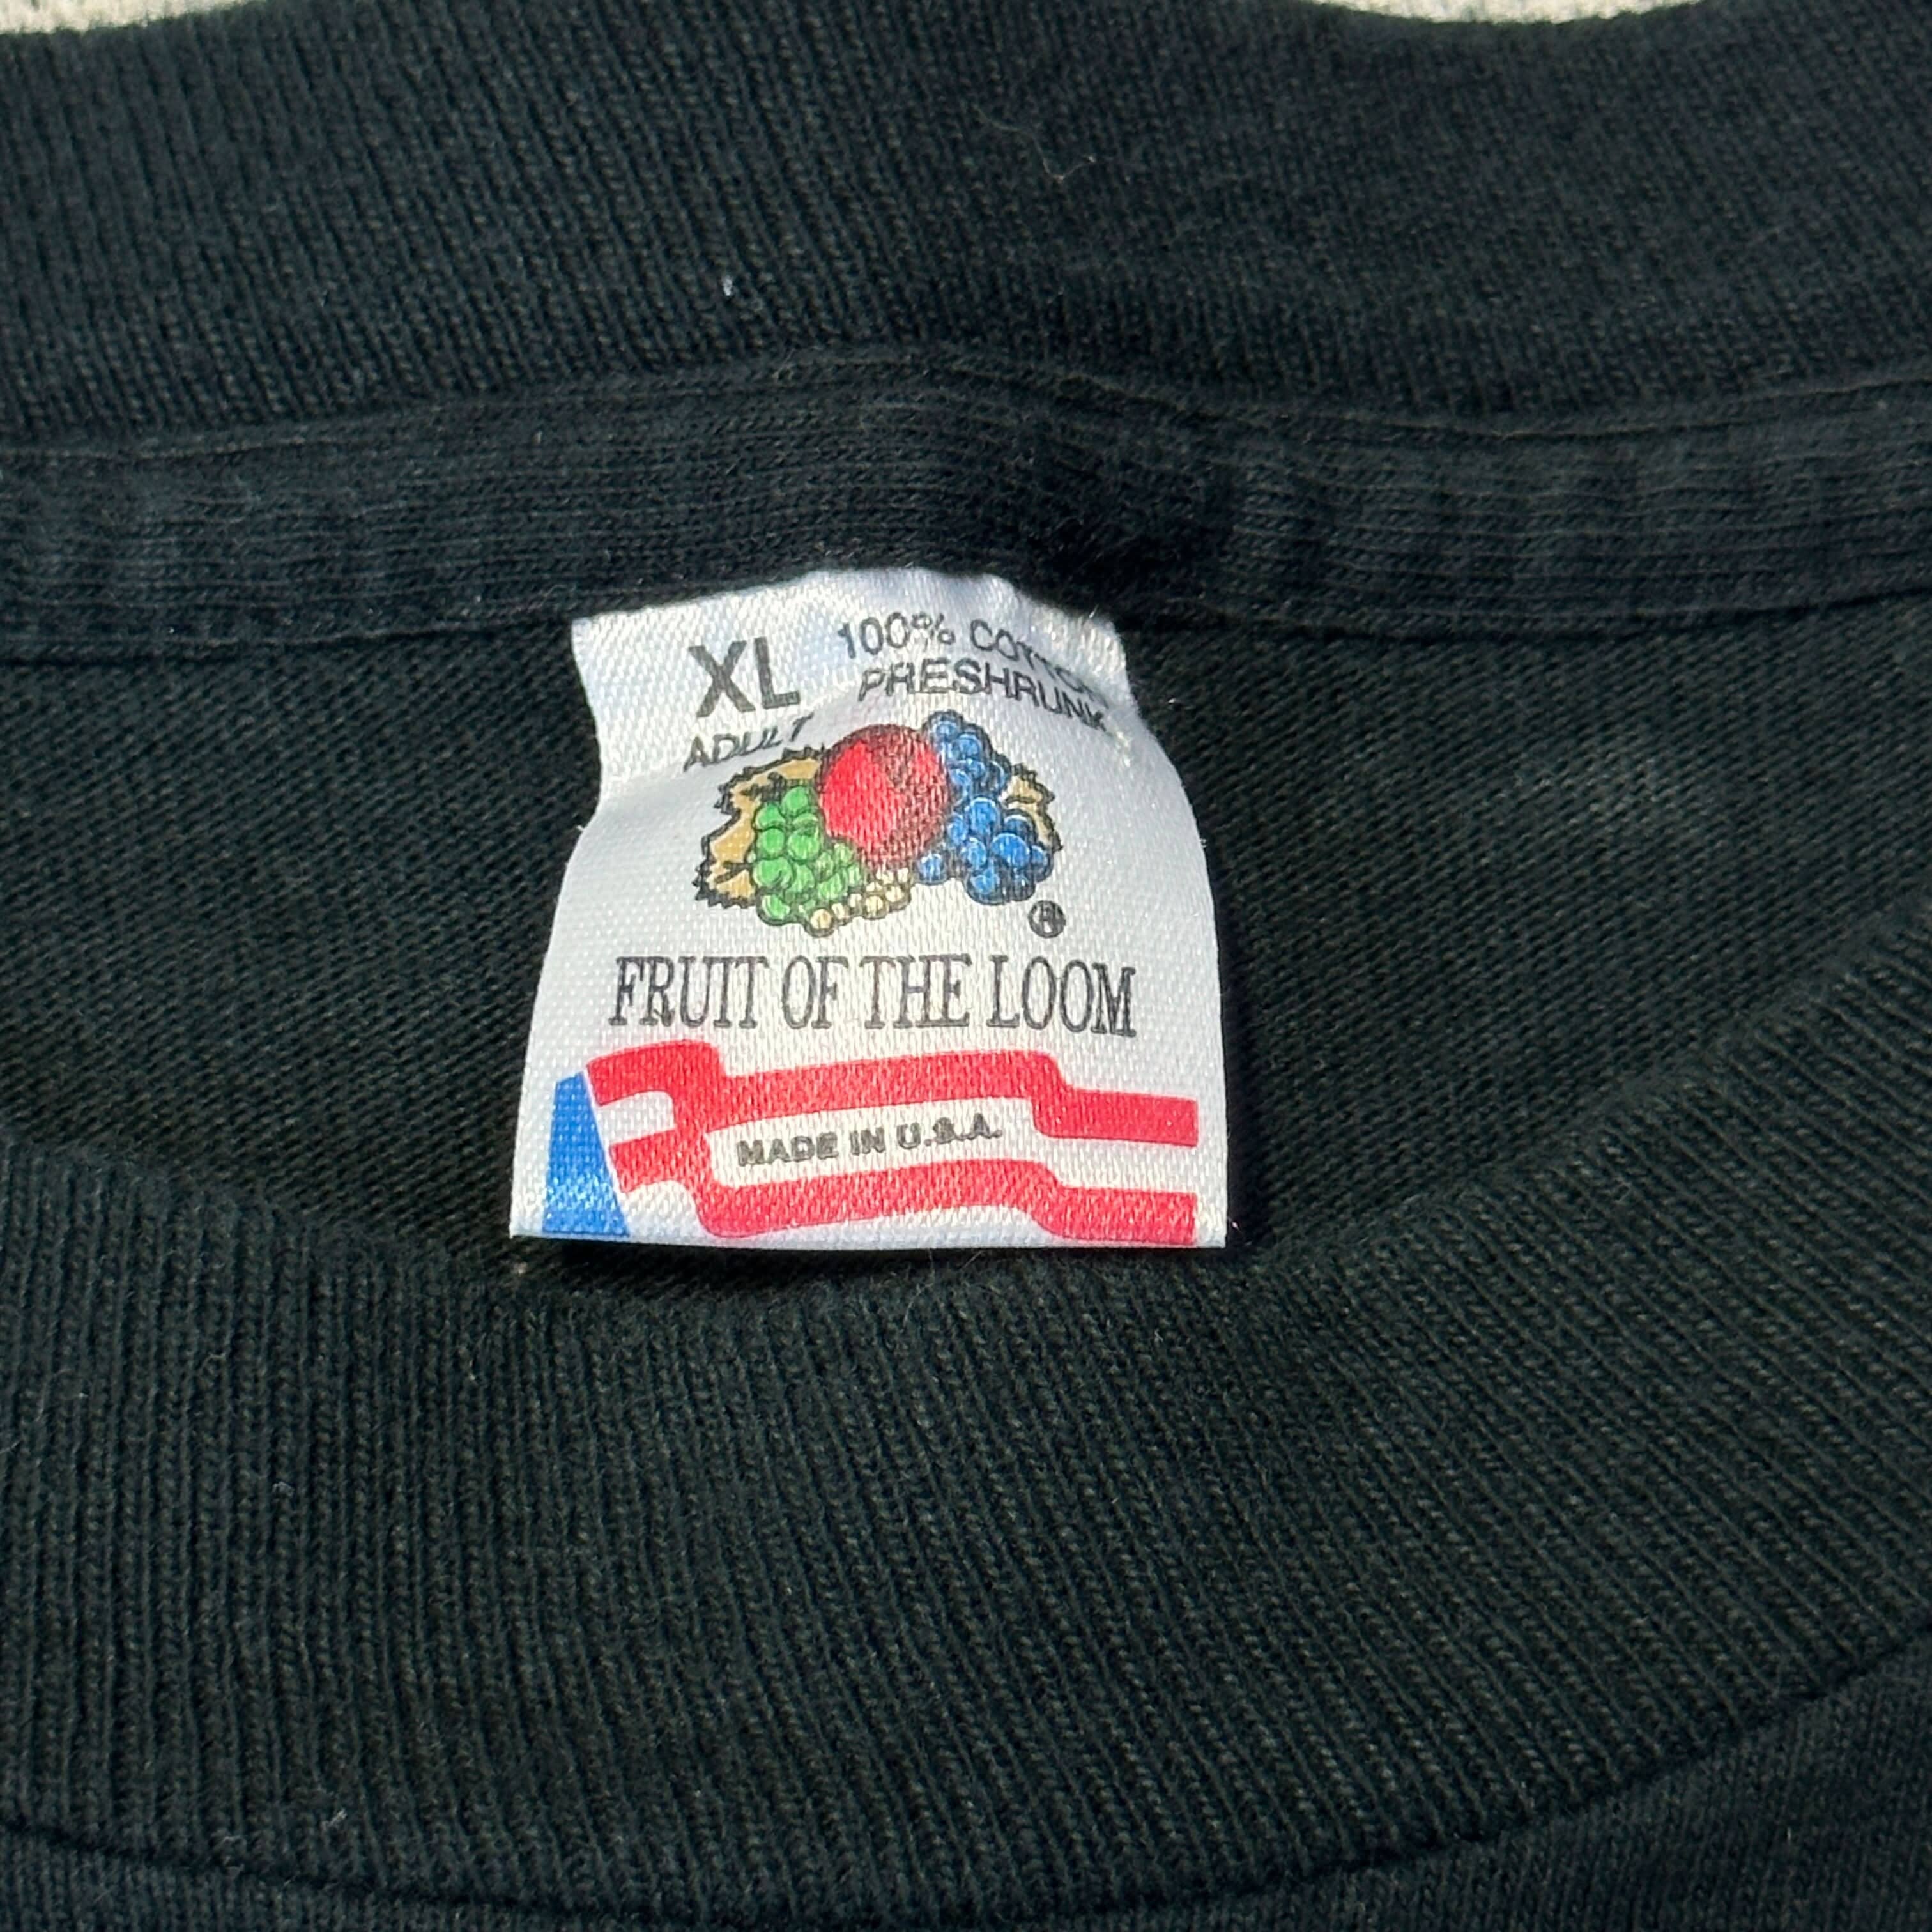 XL
ADULT
100% COTTON
PRESHRUNK
®
FRUIT OF THE LOOM
MADE IN U.S.A.